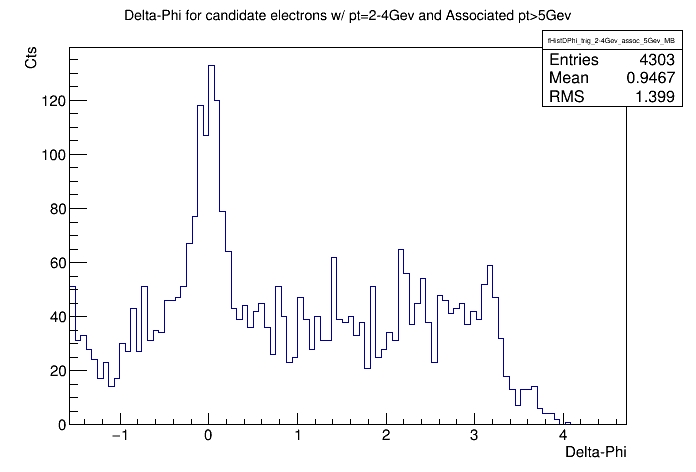 Delta-Phi for candidate electrons w/ pt=2-4Gev and Associated pt>5Gev
fHistDPhi_trig_2-4Gev_assoc_5Gev_MB
Entries 4303
Mean 0.9467
RMS 1.399
Cts
120
100
80
60
40
20
0
−1 0 1 2 3 4
Delta-Phi